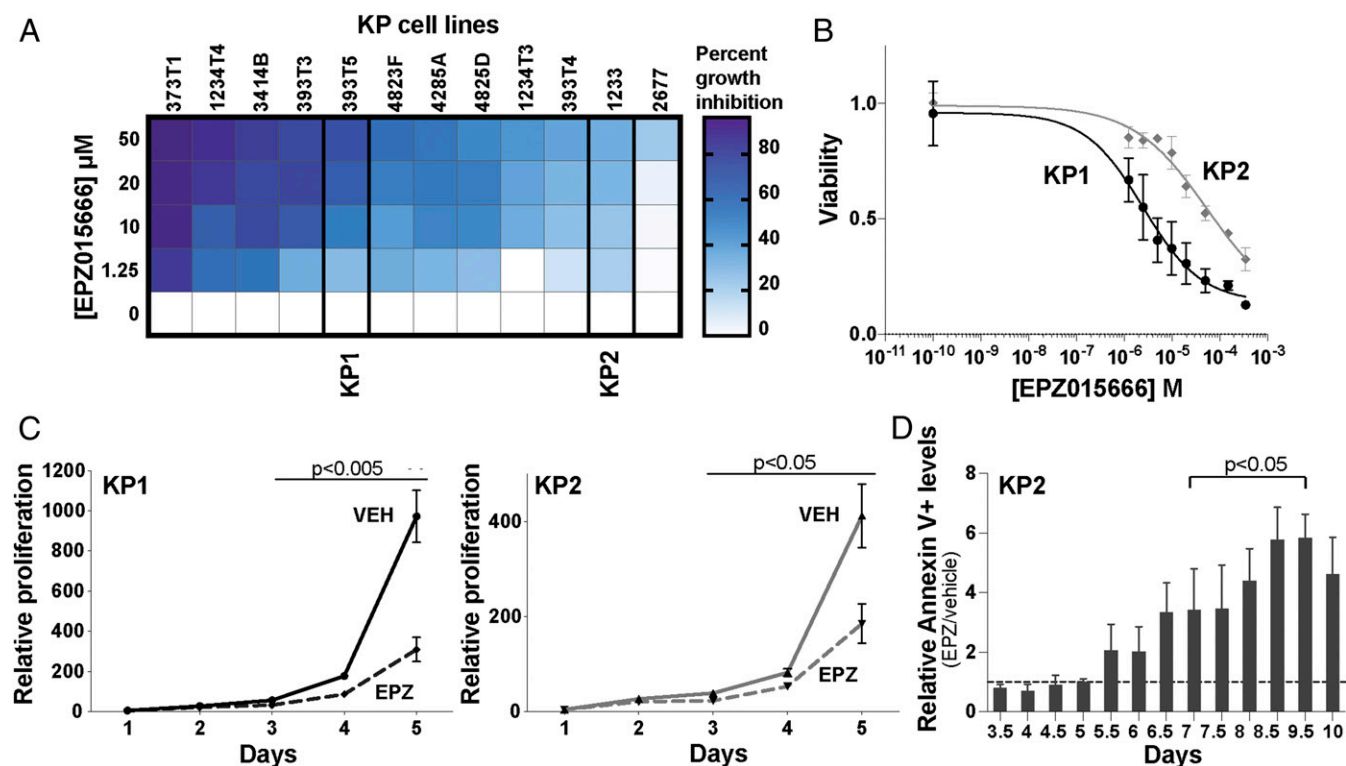 A
KP cell lines
373T1 1234T4 3414B 393T3 393T5 4823F 4285A 4825D 1234T3 393T4 1233 2677
Percent
growth
inhibition
[EPZ015666] µM
50
20
10
1.25
0
80
60
40
20
0
KP1 KP2
B
Viability
1.0
0.5
0.0
KP1
KP2
10⁻¹¹ 10⁻¹⁰ 10⁻⁹ 10⁻⁸ 10⁻⁷ 10⁻⁶ 10⁻⁵ 10⁻⁴ 10⁻³
[EPZ015666] M
C
KP1
p<0.005
Relative proliferation
1200
1000
800
600
400
200
0
VEH
EPZ
1 2 3 4 5
Days
KP2
p<0.05
Relative proliferation
400
200
0
VEH
EPZ
1 2 3 4 5
Days
D
KP2
p<0.05
Relative Annexin V+ levels
(EPZ/vehicle)
8
6
4
2
0
3.5 4 4.5 5 5.5 6 6.5 7 7.5 8 8.5 9.5 10
Days